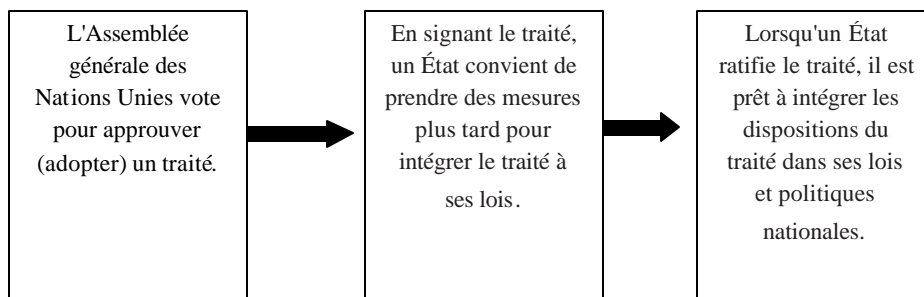 L'Assemblée
générale des
Nations Unies vote
pour approuver
(adopter) un traité.
En signant le traité,
un État convient de
prendre des mesures
plus tard pour
intégrer le traité à
ses lois.
Lorsqu'un État
ratifie le traité, il est
prêt à intégrer les
dispositions du
traité dans ses lois
et politiques
nationales.